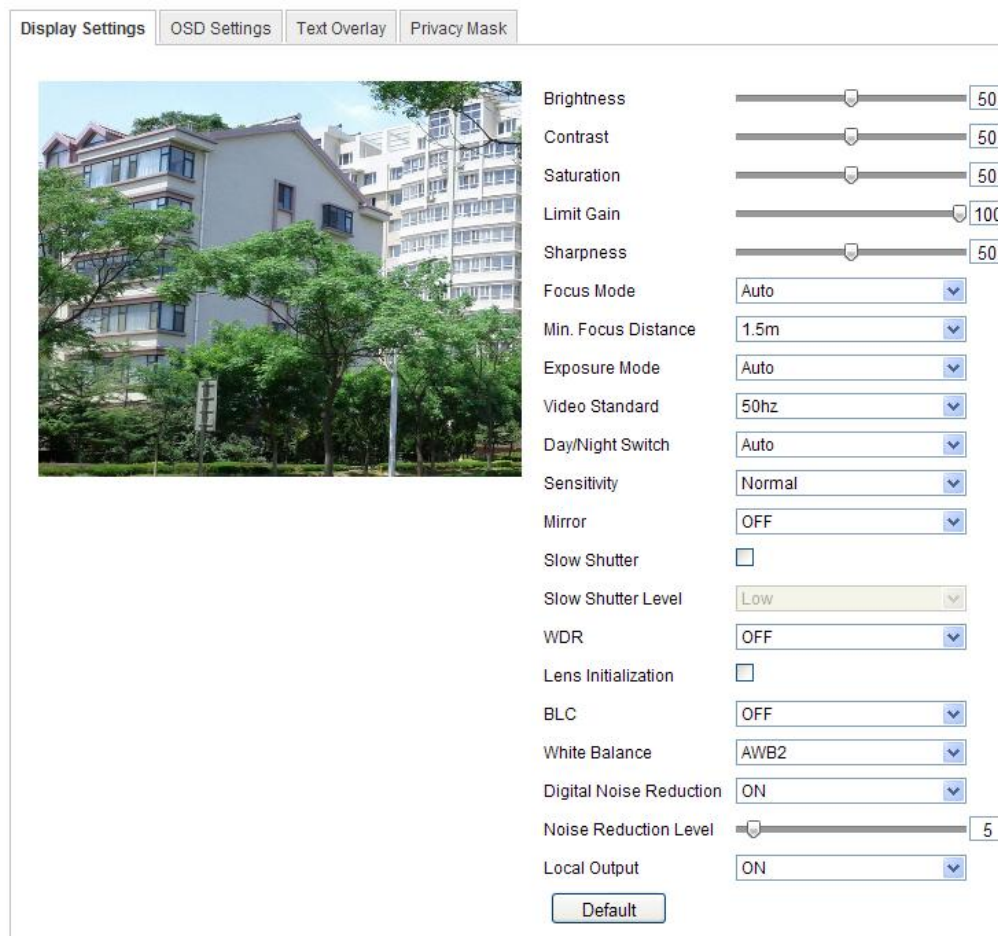 Display Settings OSD Settings Text Overlay Privacy Mask
Brightness 50
Contrast 50
Saturation 50
Limit Gain 100
Sharpness 50
Focus Mode Auto
Min. Focus Distance 1.5m
Exposure Mode Auto
Video Standard 50hz
Day/Night Switch Auto
Sensitivity Normal
Mirror OFF
Slow Shutter
Slow Shutter Level Low
WDR OFF
Lens Initialization
BLC OFF
White Balance AWB2
Digital Noise Reduction ON
Noise Reduction Level 5
Local Output ON
Default